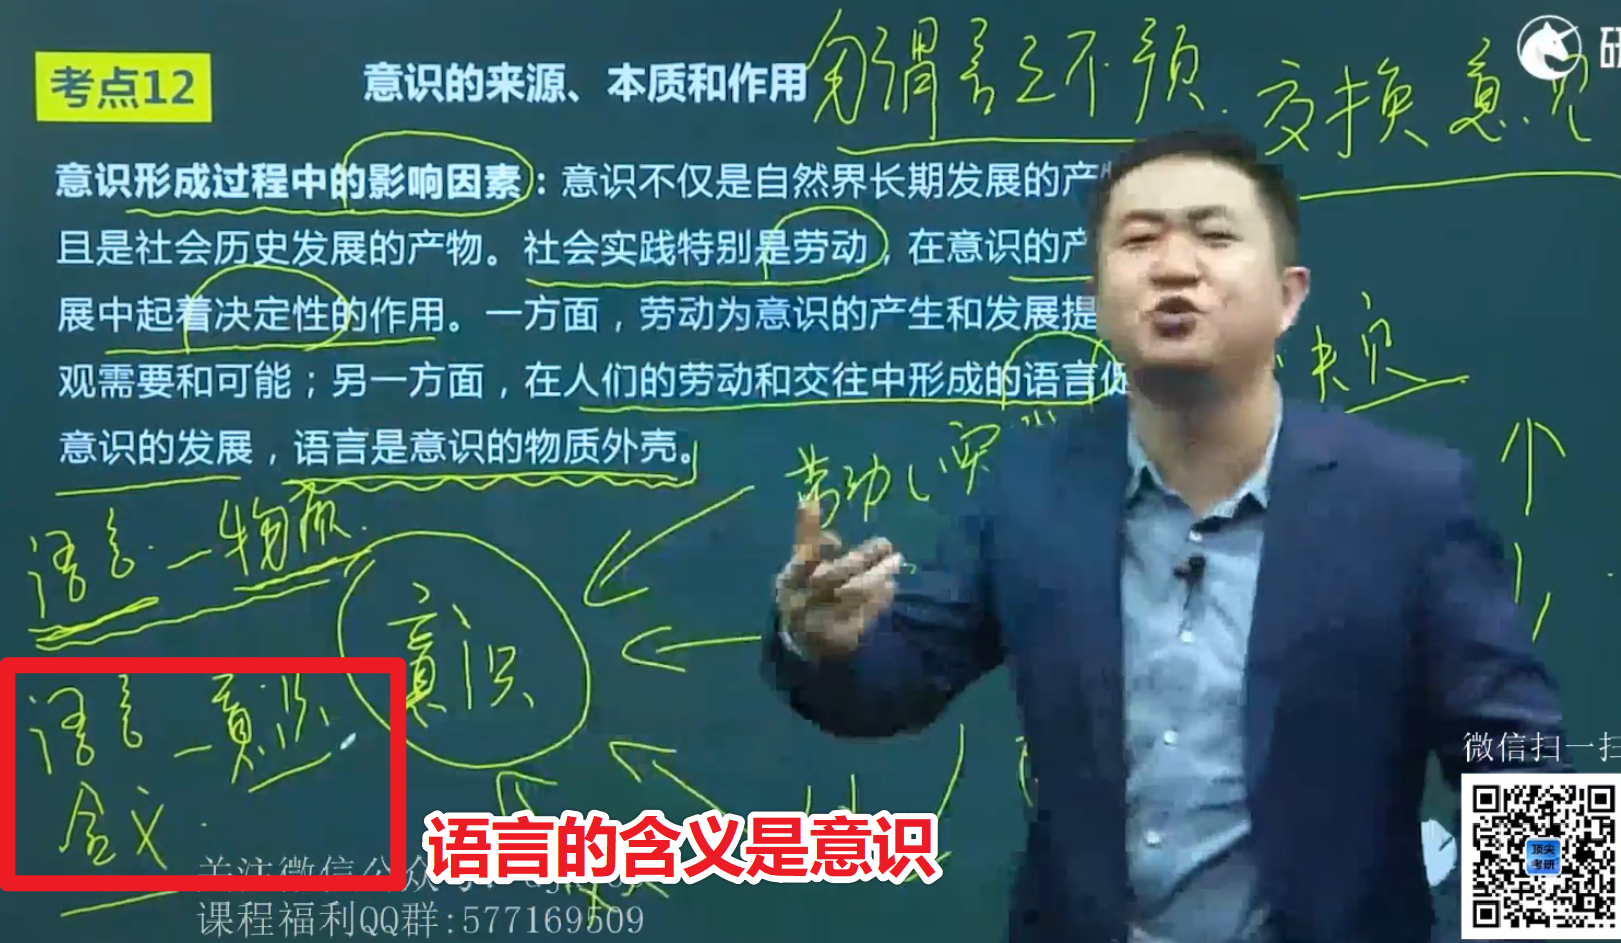 考点12
意识的来源、本质和作用
勿谓言之不预
交换意见
研
意识形成过程中的影响因素：意识不仅是自然界长期发展的产物
且是社会历史发展的产物。社会实践特别是劳动，在意识的产
展中起着决定性的作用。一方面，劳动为意识的产生和发展提
观需要和可能；另一方面，在人们的劳动和交往中形成的语言促
意识的发展，语言是意识的物质外壳。
决定
劳动(实
语言—物质
意识
语言—意识
含义
语言的含义是意识
微信扫一扫
顶尖
考研
关注微信公众号:
课程福利QQ群:577169509